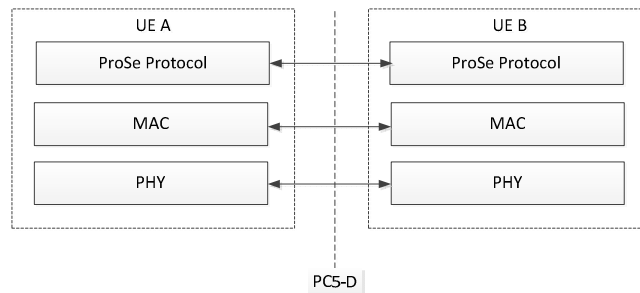 UE A
UE B
ProSe Protocol
ProSe Protocol
MAC
MAC
PHY
PHY
PC5-D